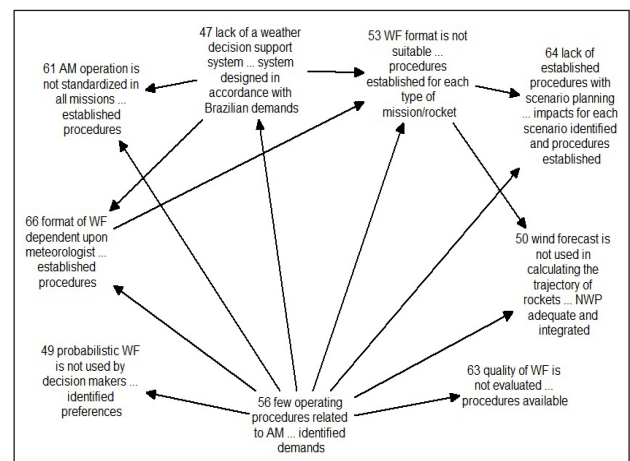 47 lack of a weather
decision support
system ... system
designed in
accordance with
Brazilian demands
53 WF format is not
suitable ...
procedures
established for each
type of
mission/rocket
64 lack of
established
procedures with
scenario planning
... impacts for each
scenario identified
and procedures
established
61 AM operation is
not standardized in
all missions ...
established
procedures
66 format of WF
dependent upon
meteorologist ...
established
procedures
50 wind forecast is
not used in
calculating the
trajectory of
rockets ... NWP
adequate and
integrated
49 probabilistic WF
is not used by
decision makers ...
identified
preferences
56 few operating
procedures related
to AM ... identified
demands
63 quality of WF is
not evaluated ...
procedures available